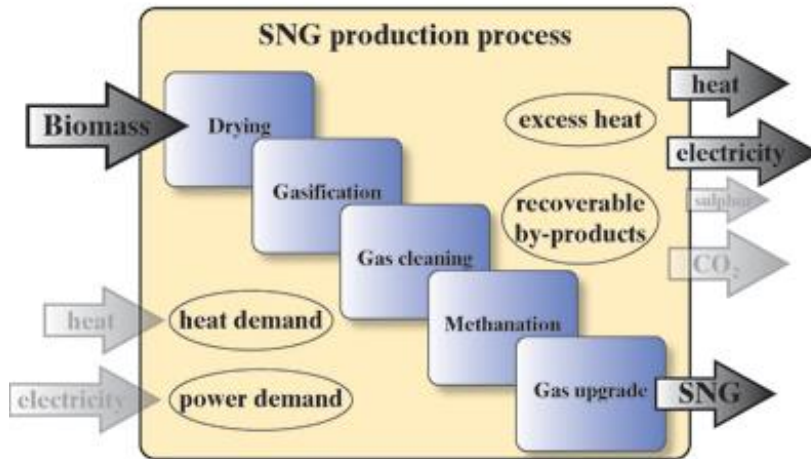 SNG production process
Biomass
Drying
Gasification
Gas cleaning
Methanation
Gas upgrade
excess heat
recoverable
by-products
heat demand
power demand
heat
electricity
heat
electricity
sulphur
CO₂
SNG